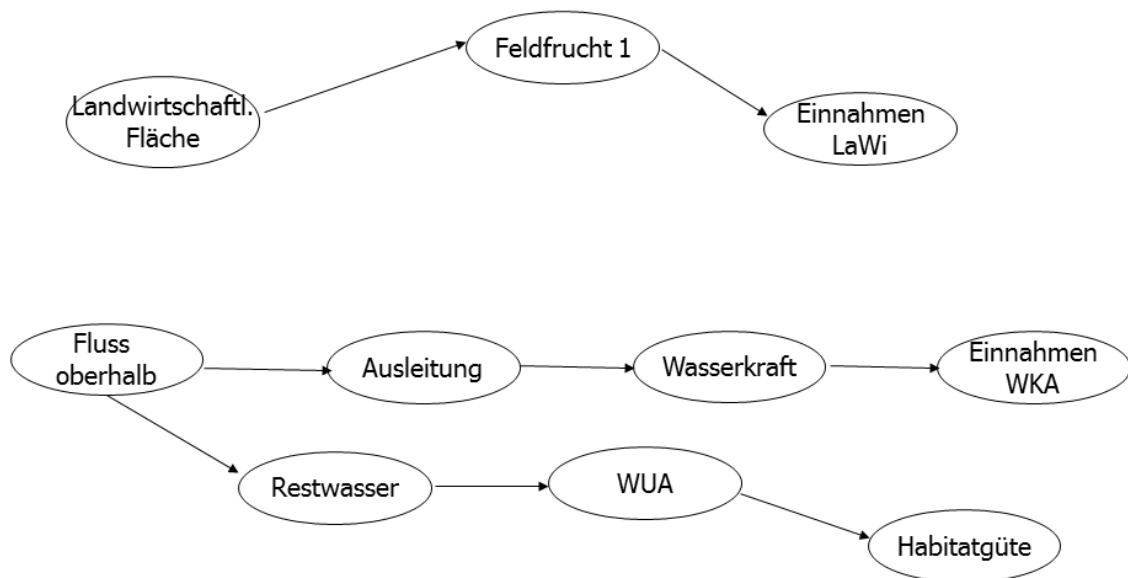 Feldfrucht 1
Landwirtschaftl.
Fläche
Einnahmen
LaWi
Fluss
oberhalb
Ausleitung
Wasserkraft
Einnahmen
WKA
Restwasser
WUA
Habitatgüte